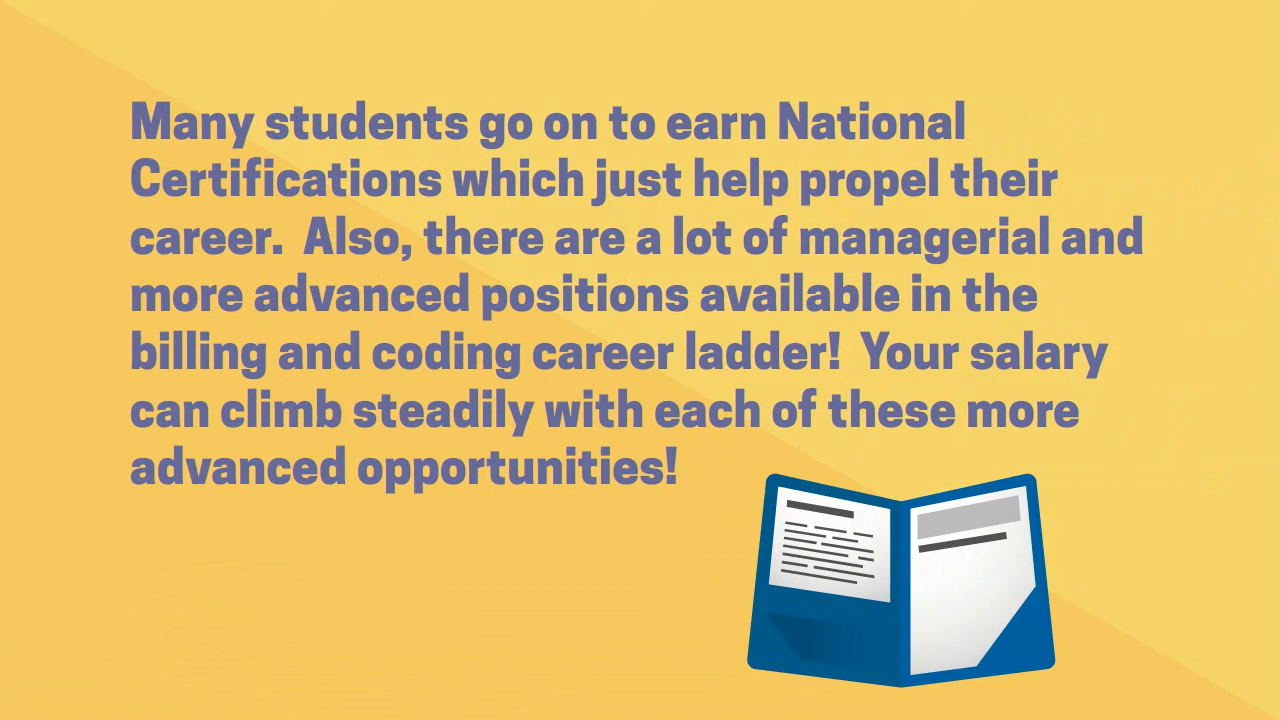 Many students go on to earn National
Certifications which just help propel their
career.  Also, there are a lot of managerial and
more advanced positions available in the
billing and coding career ladder!  Your salary
can climb steadily with each of these more
advanced opportunities!